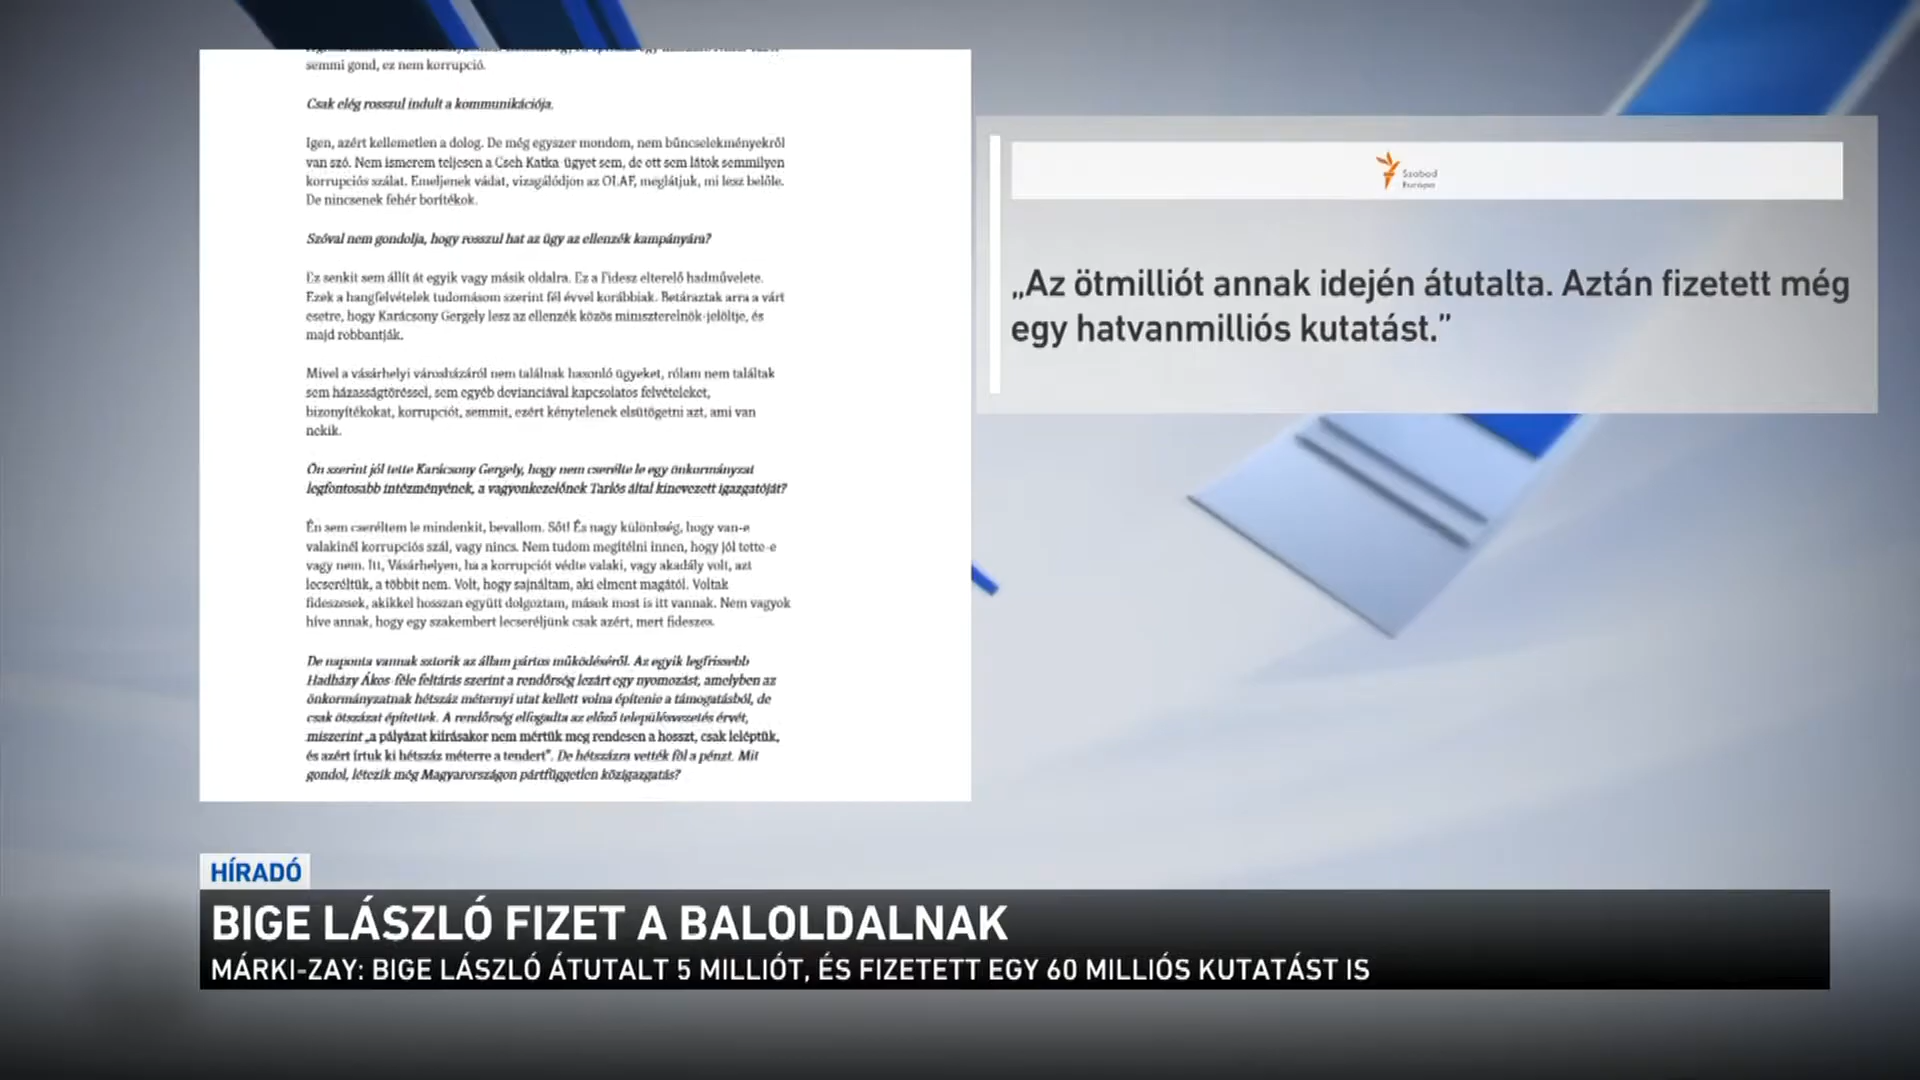 semmi gond, ez nem korrupció.
Csak elég rosszul indult a kommunikációja.
Igen, azért kellemetlen a dolog. De még egyszer mondom, nem bűncselekményekről
van szó. Nem ismerem teljesen a Cseh Katka-ügyet sem, de ott sem látok semmilyen
korrupciós szálat. Emeljenek vádat, vizsgálódjon az OLAF, meglátjuk, mi lesz belőle.
De nincsenek fehér borítékok.
Szóval nem gondolja, hogy rosszul hat az ügy az ellenzék kampányára?
Ez senkit sem állít át egyik vagy másik oldalra. Ez a Fidesz elterelő hadművelete.
Ezek a hangfelvételek tudomásom szerint fél évvel korábbiak. Betáraztak arra a várt
esetre, hogy Karácsony Gergely lesz az ellenzék közös miniszterelnök-jelöltje, és
majd robbantják.
Mivel a vásárhelyi városházáról nem találnak hasonló ügyeket, rólam nem találtak
sem házasságtöréssel, sem egyéb devianciával kapcsolatos felvételeket,
bizonyítékokat, korrupciót, semmit, ezért kénytelenek elsütögetni azt, ami van
nekik.
Ön szerint jól tette Karácsony Gergely, hogy nem cserélte le egy önkormányzat
legfontosabb intézményének, a vagyonkezelőnek Tarlós által kinevezett igazgatóját?
Én sem cseréltem le mindenkit, bevallom. Sőt! És nagy különbség, hogy van-e
valakinél korrupciós szál, vagy nincs. Nem tudom megítélni innen, hogy jól tette-e
vagy nem. Itt, Vásárhelyen, ha a korrupciót védte valaki, vagy akadály volt, azt
lecseréltük, a többit nem. Volt, hogy sajnáltam, aki elment magától. Voltak
fideszesek, akikkel hosszan együtt dolgoztam, mások most is itt vannak. Nem vagyok
híve annak, hogy egy szakembert lecseréljünk csak azért, mert fideszes.
De naponta vannak sztorik az állam pártos működéséről. Az egyik legfrissebb
Hadházy Ákos-féle feltárás szerint a rendőrség lezárt egy nyomozást, amelyben az
önkormányzatnak hétszáz méternyi utat kellett volna építenie a támogatásból, de
csak ötszázat építettek. A rendőrség elfogadta az előző településvezetés érvét,
miszerint „a pályázat kiírásakor nem mértük meg rendesen a hosszt, csak leléptük,
és azért írtuk ki hétszáz méterre a tendert”. De hétszázra vették föl a pénzt. Mit
gondol, létezik még Magyarországon pártfüggetlen közigazgatás?
Szabad
Európa
„Az ötmilliót annak idején átutalta. Aztán fizetett még
egy hatvanmilliós kutatást.”
HÍRADÓ
BIGE LÁSZLÓ FIZET A BALOLDALNAK
MÁRKI-ZAY: BIGE LÁSZLÓ ÁTUTALT 5 MILLIÓT, ÉS FIZETETT EGY 60 MILLIÓS KUTATÁST IS